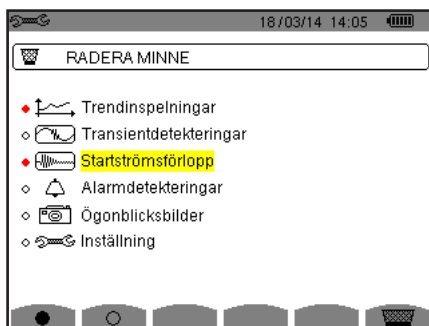 18/03/14 14:05
RADERA MINNE
Trendinspelningar
Transientdetekteringar
Startströmsförlopp
Alarmdetekteringar
Ögonblicksbilder
Inställning